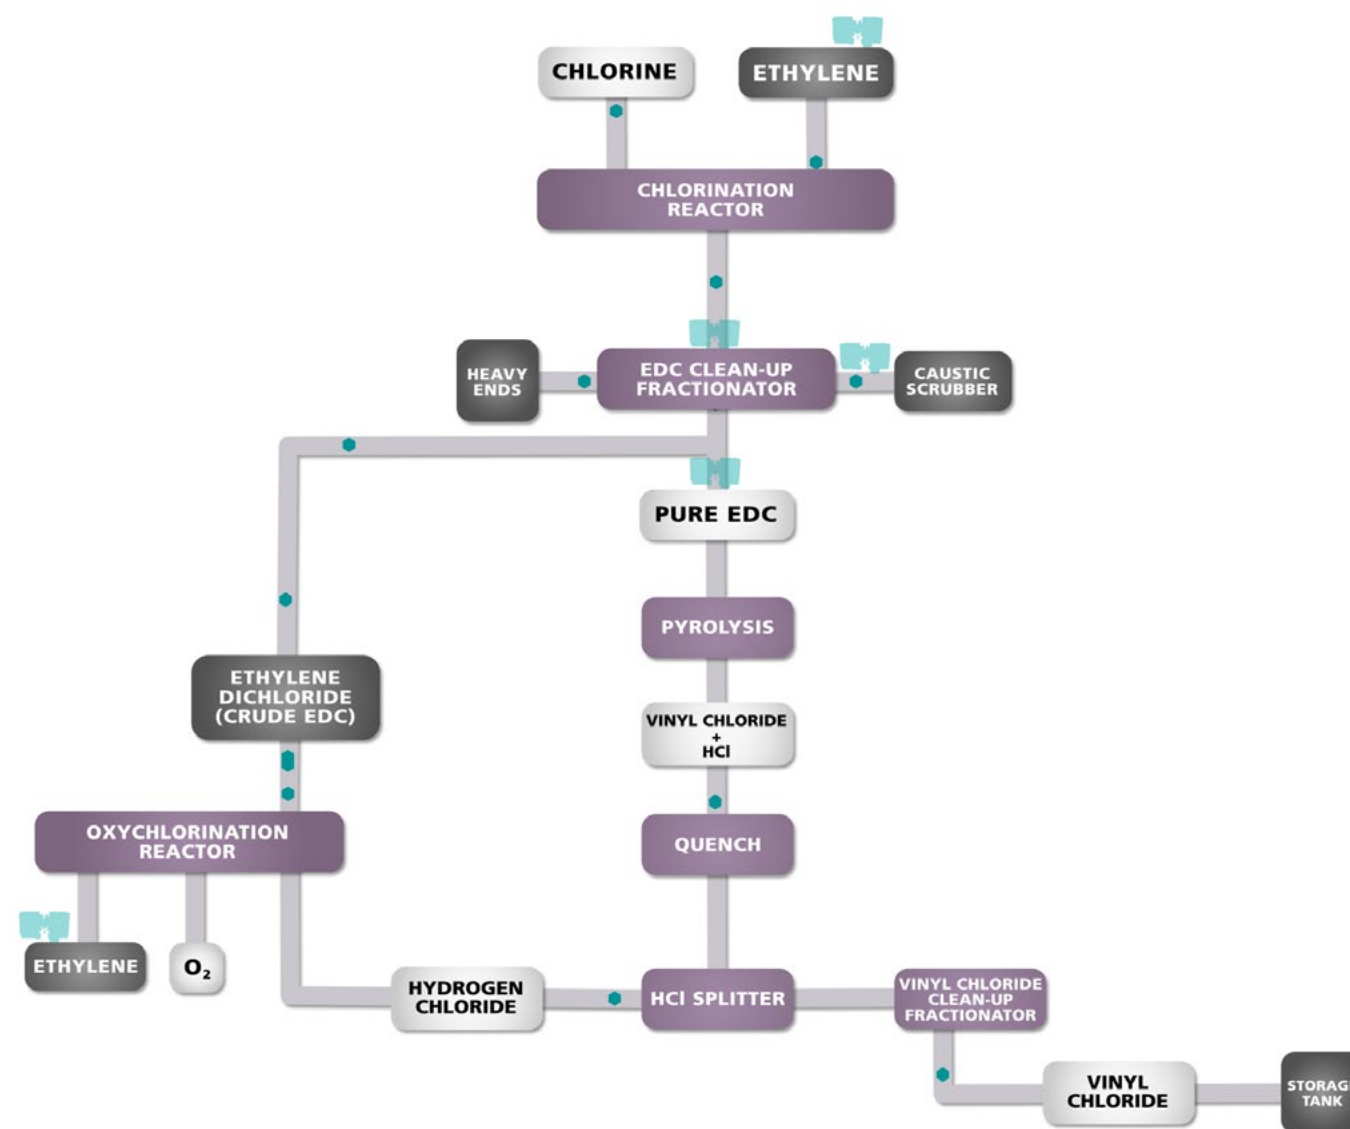 CHLORINE
ETHYLENE
CHLORINATION
REACTOR
HEAVY
ENDS
EDC CLEAN-UP
FRACTIONATOR
CAUSTIC
SCRUBBER
PURE EDC
PYROLYSIS
ETHYLENE
DICHLORIDE
(CRUDE EDC)
VINYL CHLORIDE
+
HCl
OXYCHLORINATION
REACTOR
QUENCH
ETHYLENE
O₂
HYDROGEN
CHLORIDE
HCl SPLITTER
VINYL CHLORIDE
CLEAN-UP
FRACTIONATOR
VINYL
CHLORIDE
STORAGE
TANK